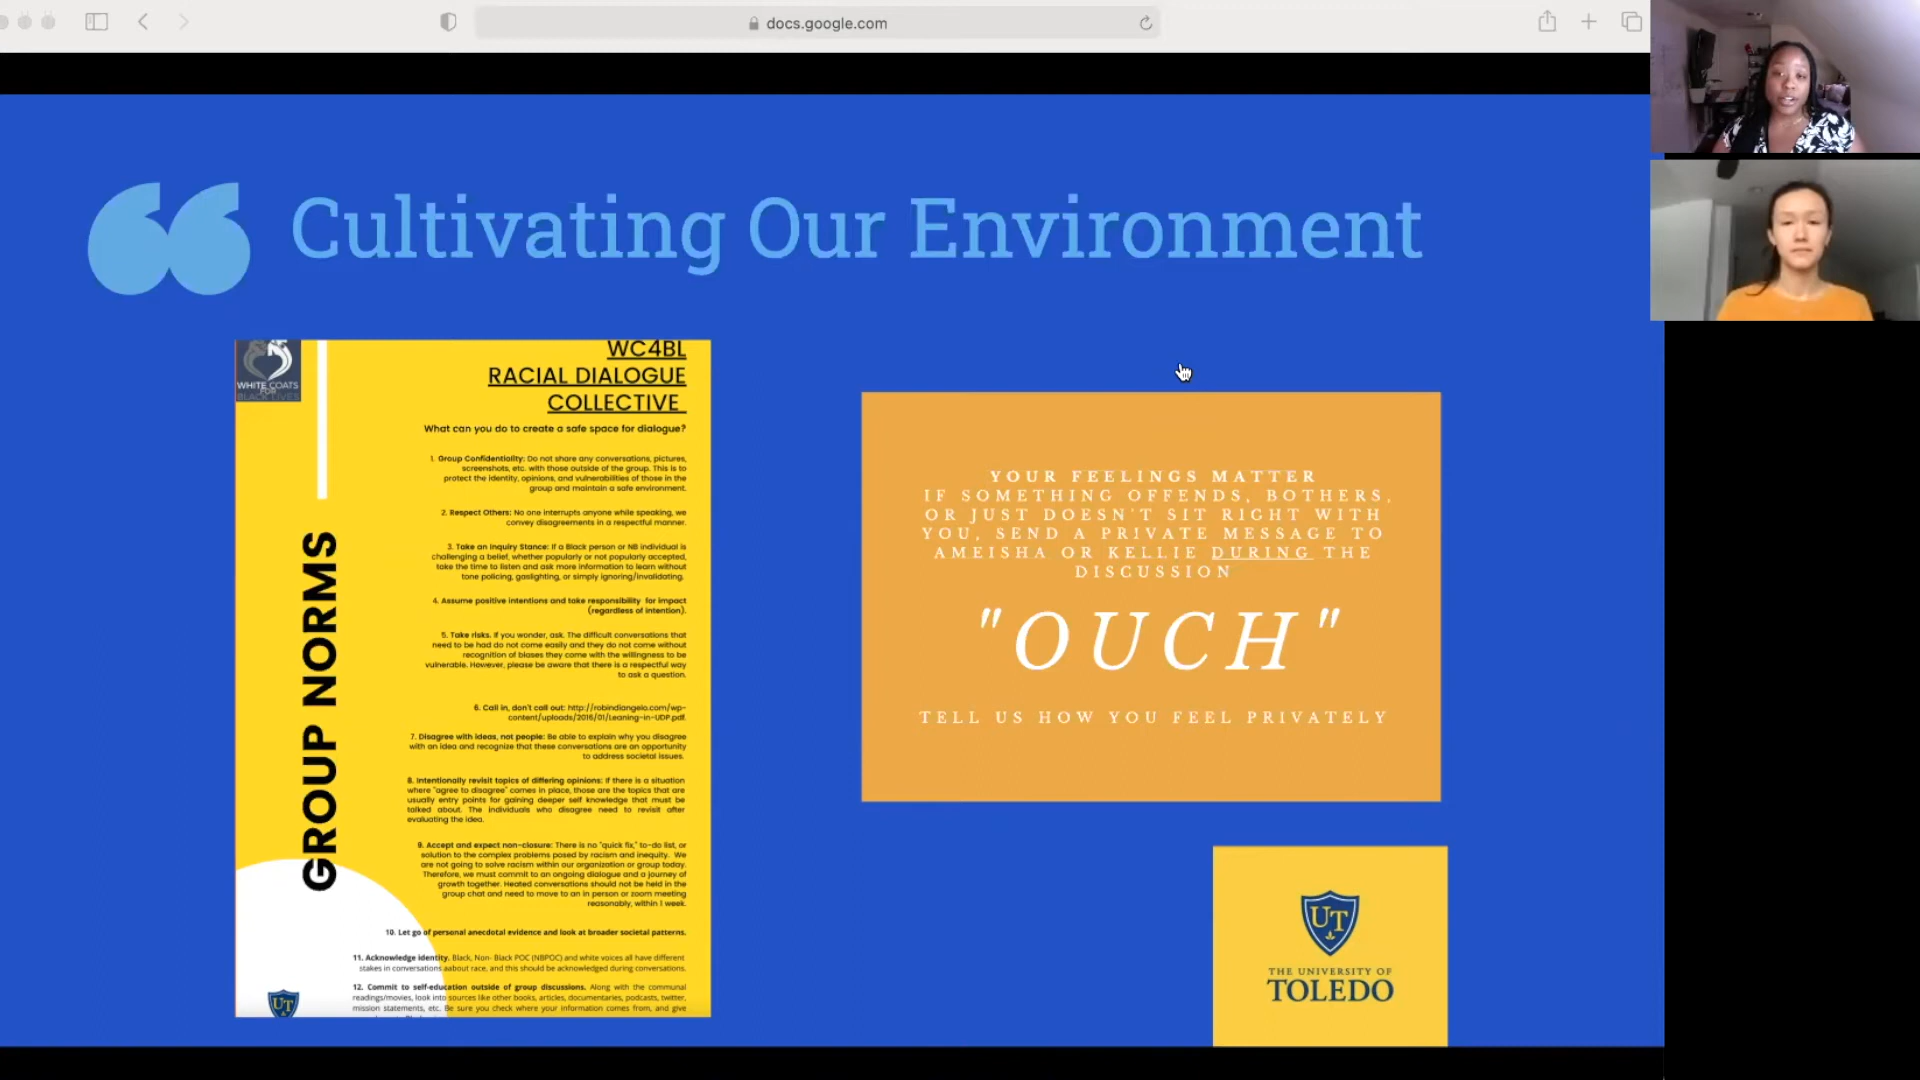 docs.google.com
Cultivating Our Environment
WHITE COATS
FOR
BLACK LIVES
WC4BL
RACIAL DIALOGUE
COLLECTIVE
What can you do to create a safe space for dialogue?
GROUP NORMS
1. Group Confidentiality: Do not share any conversations, pictures,
screenshots, etc. with those outside of the group. This is to
protect the identity, opinions, and vulnerabilities of those in the
group and maintain a safe environment.
2. Respect Others: No one interrupts anyone while speaking, we
convey disagreements in a respectful manner.
3. Take an Inquiry Stance: If a Black person or NB individual is
challenging a belief, whether popularly or not popularly accepted,
take the time to listen and ask more information to learn without
tone policing, gaslighting, or simply ignoring/invalidating.
4. Assume positive intentions and take responsibility for impact
(regardless of intention).
5. Take risks. If you wonder, ask. The difficult conversations that
need to be had do not come easily and they do not come without
recognition of biases they come with the willingness to be
vulnerable. However, please be aware that there is a respectful way
to ask a question.
6. Call in, don't call out: http://robindiangelo.com/wp-
content/uploads/2016/01/Leaning-in-UDP.pdf.
7. Disagree with ideas, not people: Be able to explain why you disagree
with an idea and recognize that these conversations are an opportunity
to address societal issues.
8. Intentionally revisit topics of differing opinions: If there is a situation
where "agree to disagree" comes in place, those are the topics that are
usually entry points for gaining deeper self knowledge that must be
talked about. The individuals who disagree need to revisit after
evaluating the idea.
9. Accept and expect non-closure: There is no "quick fix," to-do list, or
solution to the complex problems posed by racism and inequity. We
are not going to solve racism within our organization or group today.
Therefore, we must commit to an ongoing dialogue and a journey of
growth together. Heated conversations should not be held in the
group chat and need to move to an in person or zoom meeting
reasonably, within 1 week.
10. Let go of personal anecdotal evidence and look at broader societal patterns.
11. Acknowledge identity. Black, Non- Black POC (NBPOC) and white voices all have different
stakes in conversations aabout race, and this should be acknowledged during conversations.
12. Commit to self-education outside of group discussions. Along with the communal
readings/movies, look into sources like other books, articles, documentaries, podcasts, twitter,
mission statements, etc. Be sure you check where your information comes from, and give
UT
YOUR FEELINGS MATTER
IF SOMETHING OFFENDS, BOTHERS,
OR JUST DOESN'T SIT RIGHT WITH
YOU, SEND A PRIVATE MESSAGE TO
AMEISHA OR KELLIE DURING THE
DISCUSSION
"OUCH"
TELL US HOW YOU FEEL PRIVATELY
UT
THE UNIVERSITY OF
TOLEDO